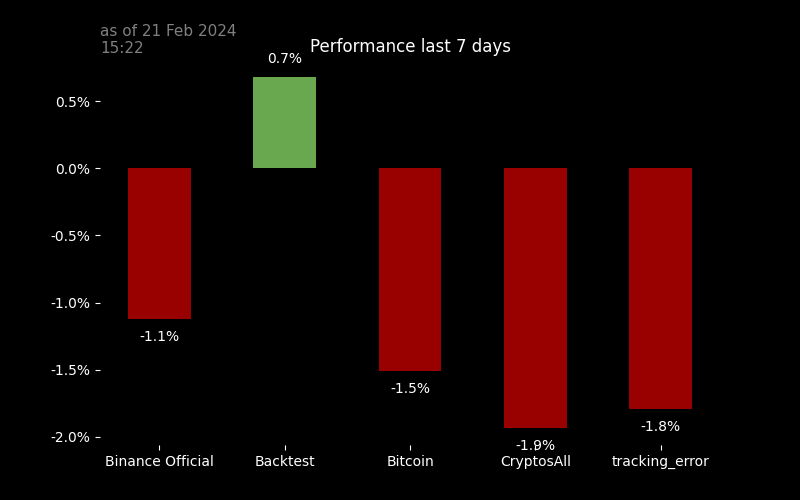 as of 21 Feb 2024
15:22
Performance last 7 days
0.7%
0.5%
0.0%
-0.5%
-1.0%
-1.1%
-1.5%
-1.5%
-1.8%
-2.0%
-1.9%
Binance Official
Backtest
Bitcoin
CryptosAll
tracking_error